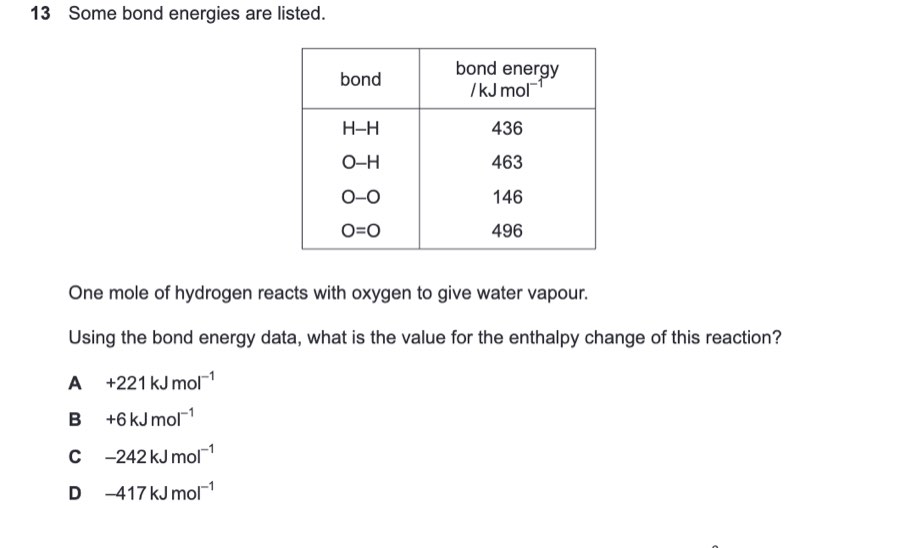 13 Some bond energies are listed.
bond
bond energy
/ kJ mol⁻¹
H–H 436
O–H 463
O–O 146
O=O 496
One mole of hydrogen reacts with oxygen to give water vapour.
Using the bond energy data, what is the value for the enthalpy change of this reaction?
A +221 kJ mol⁻¹
B +6 kJ mol⁻¹
C –242 kJ mol⁻¹
D –417 kJ mol⁻¹